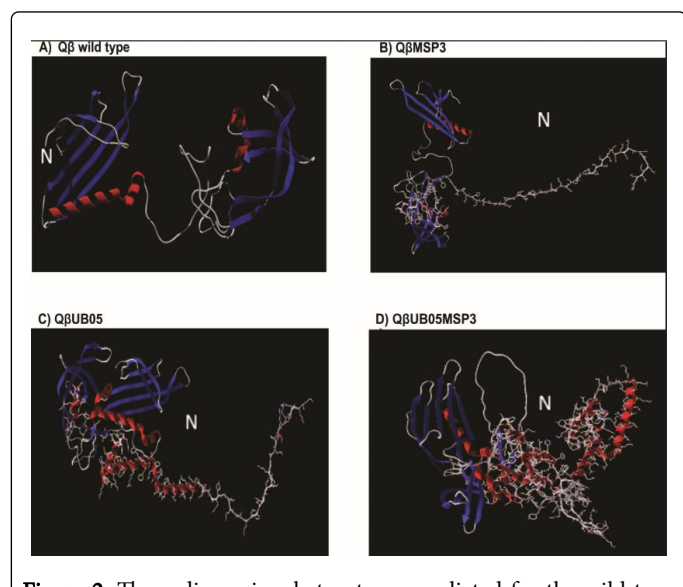 A) Qβ wild type
B) QβMSP3
N
N
C) QβUB05
D) QβUB05MSP3
N
N